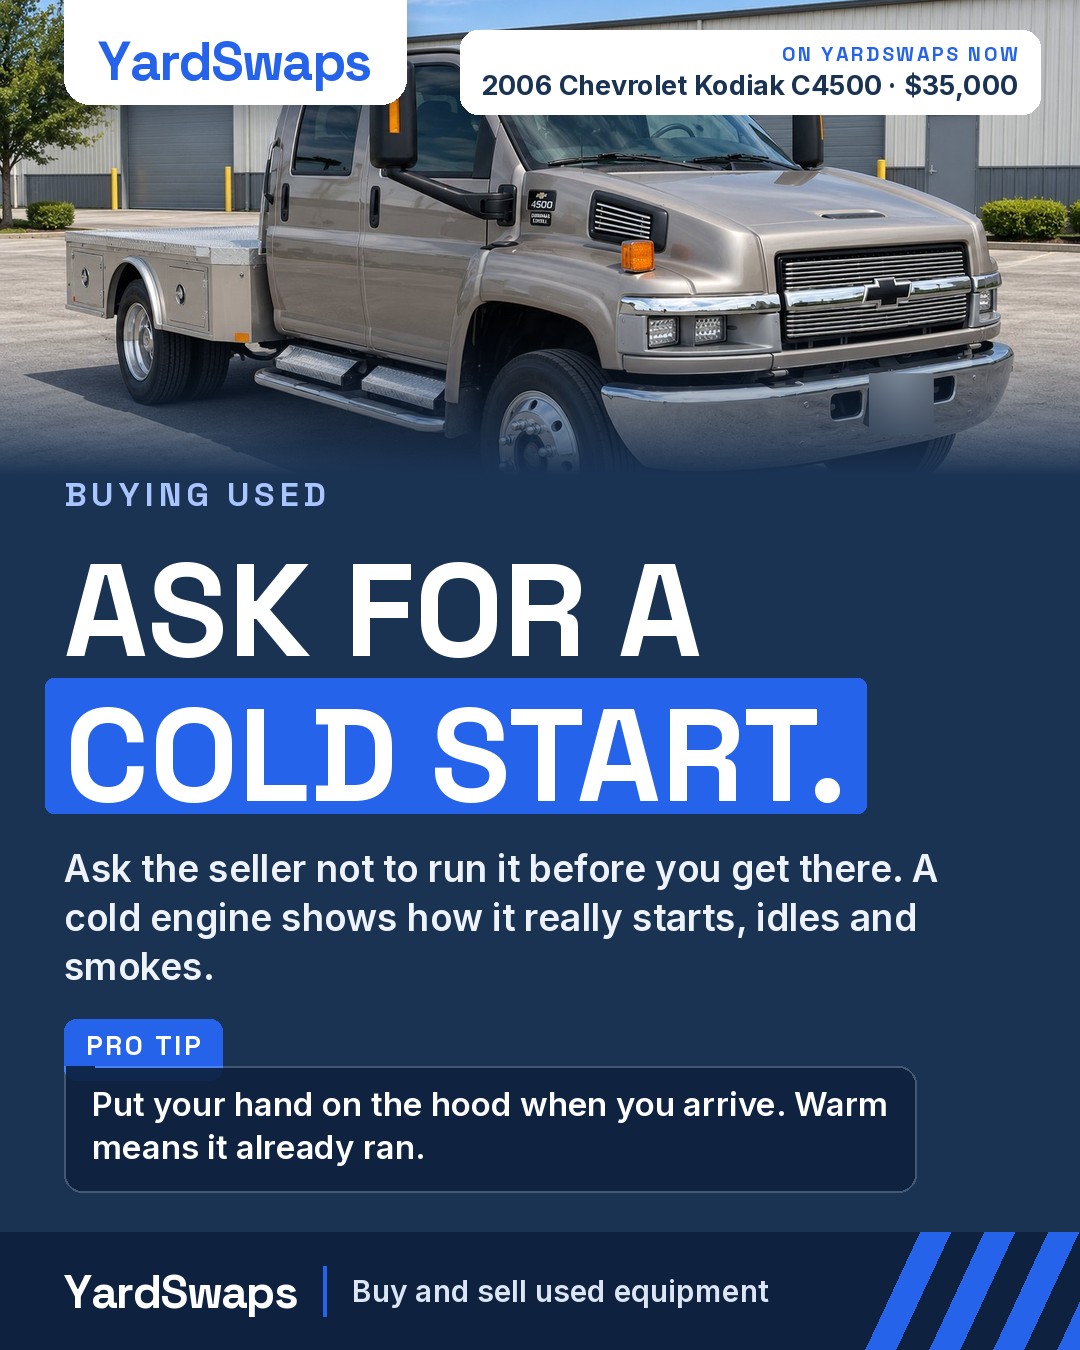 YardSwaps
ON YARDSWAPS NOW
2006 Chevrolet Kodiak C4500 · $35,000
4500
BUYING USED
ASK FOR A
COLD START.
Ask the seller not to run it before you get there. A
cold engine shows how it really starts, idles and
smokes.
PRO TIP
Put your hand on the hood when you arrive. Warm
means it already ran.
YardSwaps
Buy and sell used equipment